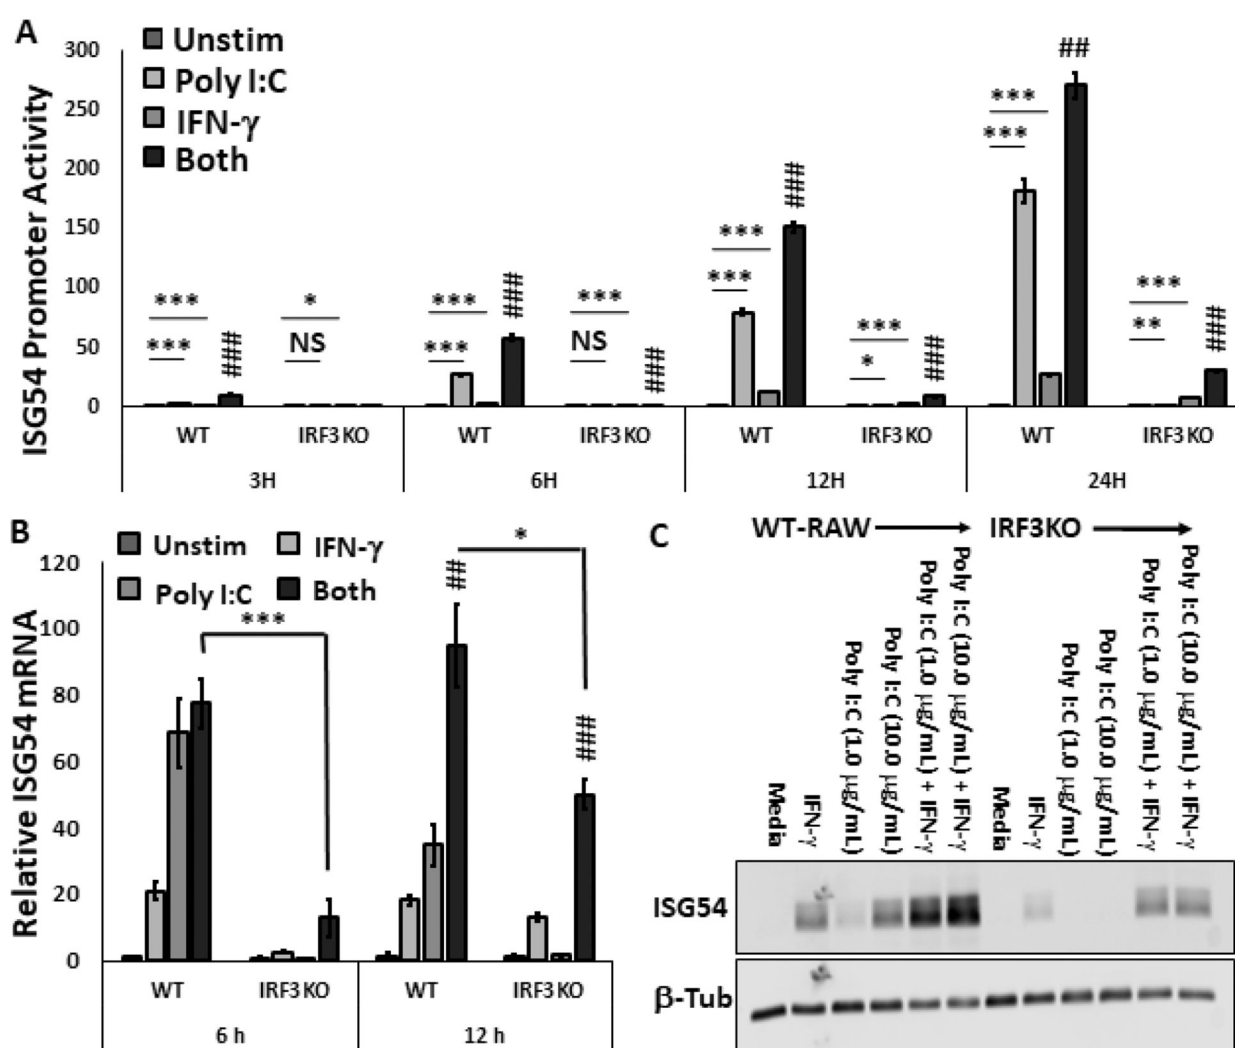 A
Unstim
Poly I:C
IFN-γ
Both
ISG54 Promoter Activity
300
250
200
150
100
50
0
***
***
###
*
NS
***
***
###
***
NS
###
***
***
###
***
*
###
***
***
##
***
**
###
WT
IRF3KO
WT
IRF3KO
WT
IRF3KO
WT
IRF3KO
3H
6H
12H
24H
B
Unstim
IFN-γ
Poly I:C
Both
Relative ISG54 mRNA
120
100
80
60
40
20
0
***
##
*
###
WT
IRF3KO
WT
IRF3KO
6 h
12 h
C
WT-RAW
IRF3KO
Media
IFN-γ
Poly I:C (1.0 μg/mL)
Poly I:C (10.0 μg/mL)
Poly I:C (1.0 μg/mL) + IFN-γ
Poly I:C (10.0 μg/mL) + IFN-γ
Media
IFN-γ
Poly I:C (1.0 μg/mL)
Poly I:C (10.0 μg/mL)
Poly I:C (1.0 μg/mL) + IFN-γ
Poly I:C (10.0 μg/mL) + IFN-γ
ISG54
β-Tub